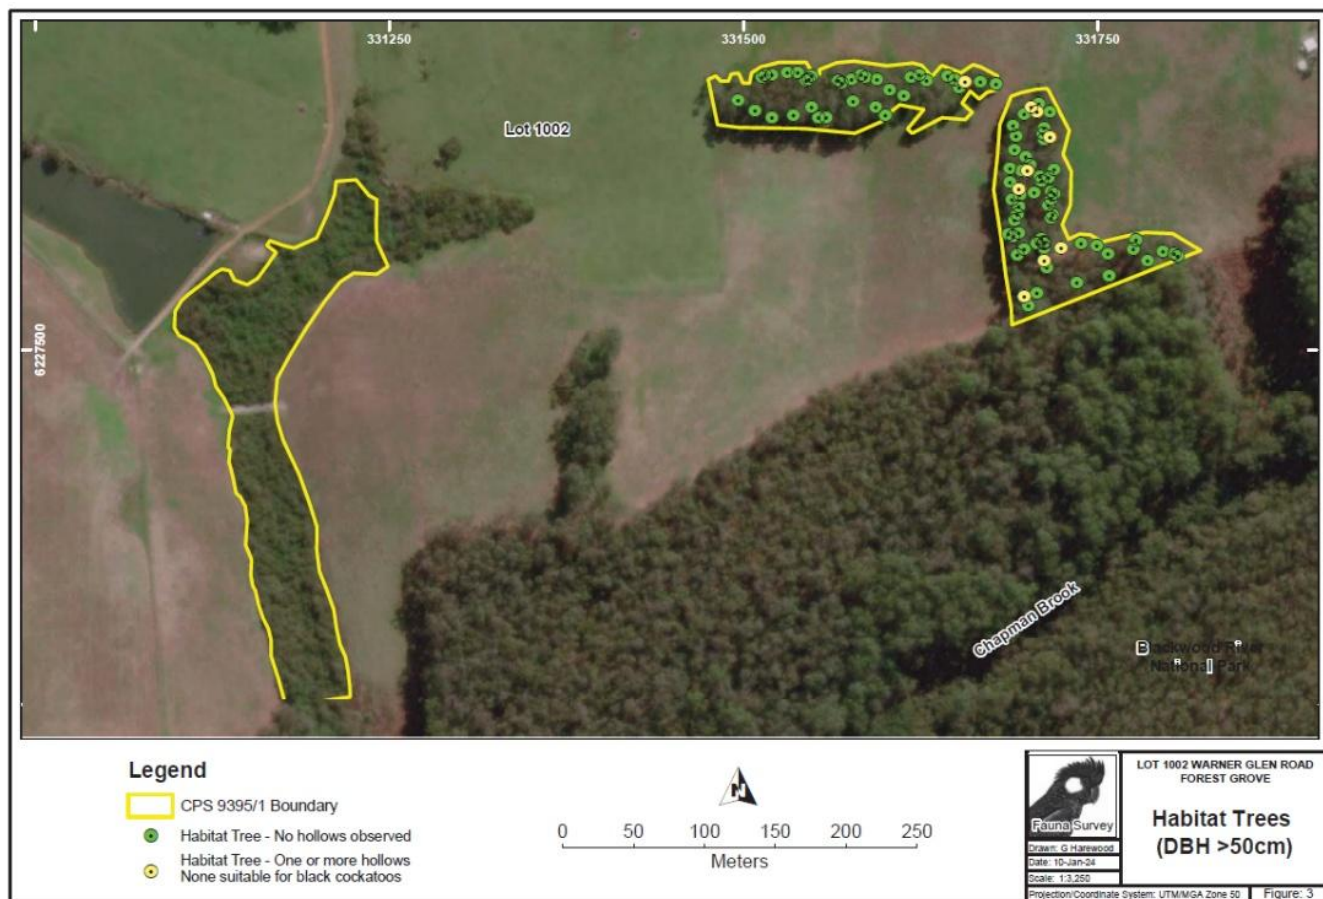 331250
331500
331750
Lot 1002
6227500
Chapman Brook
Blackwood River
National Park
Legend
CPS 9395/1 Boundary
Habitat Tree - No hollows observed
Habitat Tree - One or more hollows
None suitable for black cockatoos
N
0 50 100 150 200 250
Meters
Fauna Survey
Drawn: G Harewood
Date: 10-Jan-24
Scale: 1:3,250
Projection/Coordinate System: UTM/MGA Zone 50
LOT 1002 WARNER GLEN ROAD
FOREST GROVE
Habitat Trees
(DBH >50cm)
Figure: 3